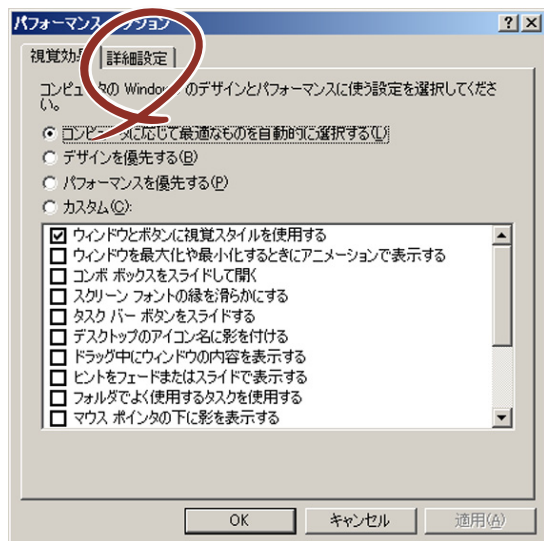 パフォーマンス オプション
視覚効果 詳細設定
コンピュータの Windows のデザインとパフォーマンスに使う設定を選択してくださ
い。
コンピュータに応じて最適なものを自動的に選択する(L)
デザインを優先する(B)
パフォーマンスを優先する(P)
カスタム(C):
ウィンドウとボタンに視覚スタイルを使用する
ウィンドウを最大化や最小化するときにアニメーションで表示する
コンボ ボックスをスライドして開く
スクリーン フォントの縁を滑らかにする
タスク バー ボタンをスライドする
デスクトップのアイコン名に影を付ける
ドラッグ中にウィンドウの内容を表示する
ヒントをフェードまたはスライドで表示する
フォルダでよく使用するタスクを使用する
マウス ポインタの下に影を表示する
OK キャンセル 適用(A)